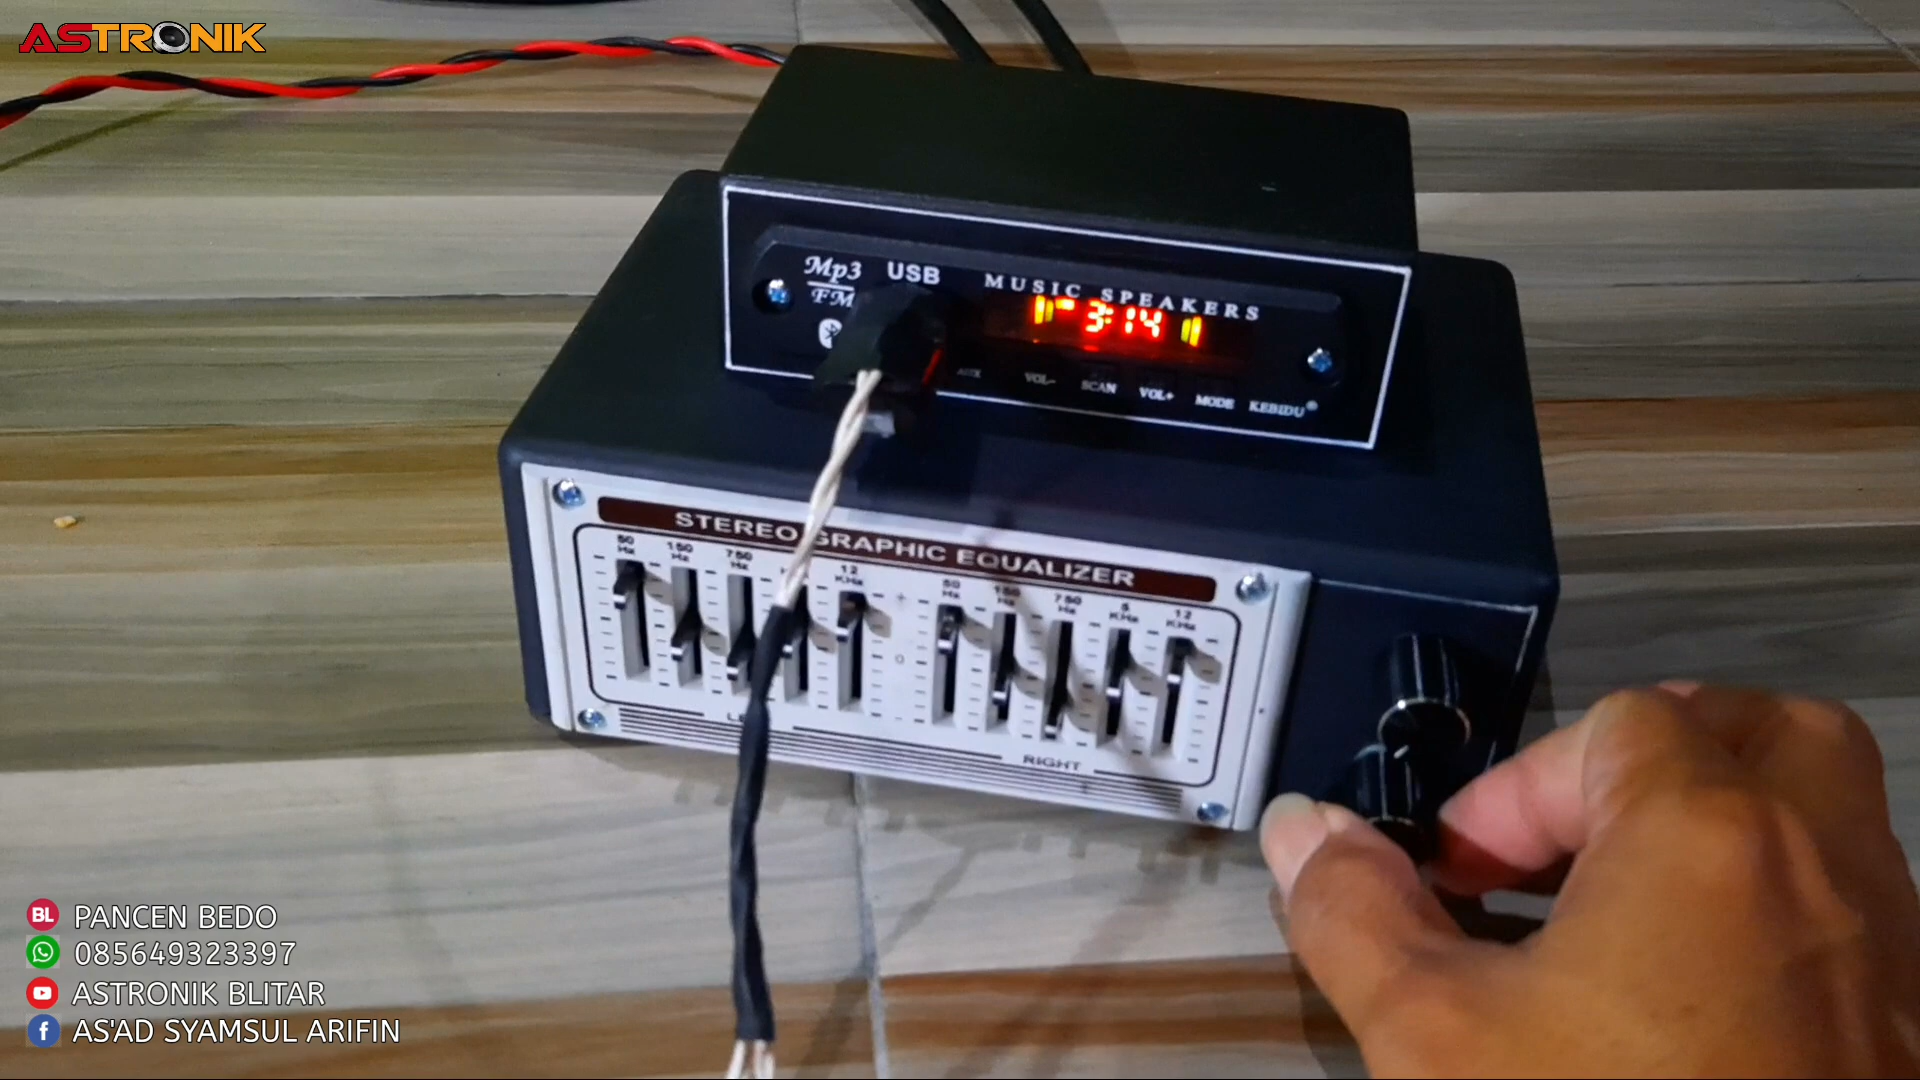 ASTRONIK
Mp3
FM
USB
MUSIC SPEAKERS
3:14
AUX
VOL-
SCAN
VOL+
MODE
KEBIDU®
STEREO GRAPHIC EQUALIZER
50 Hz
150 Hz
750 Hz
12 KHz
50 Hz
150 Hz
750 Hz
5 KHz
12 KHz
+
0
-
RIGHT
BL PANCEN BEDO
085649323397
ASTRONIK BLITAR
f AS'AD SYAMSUL ARIFIN